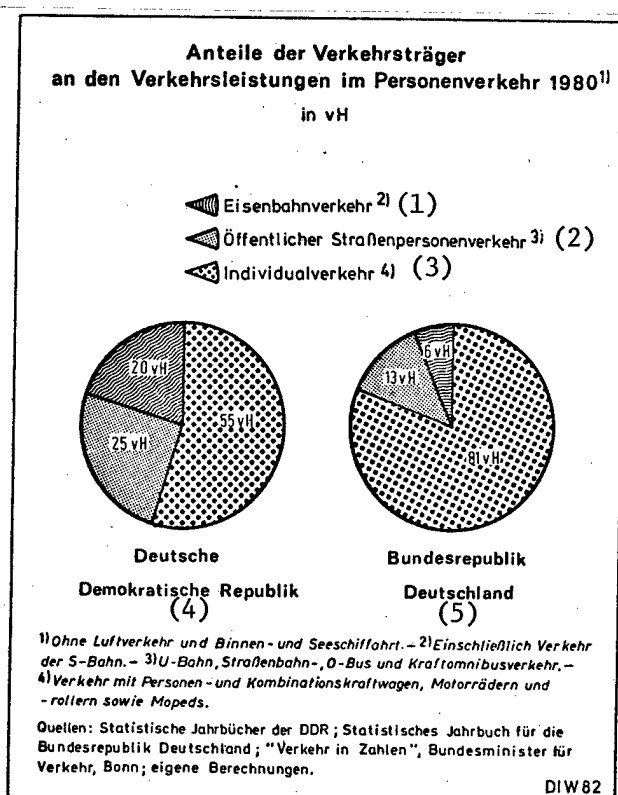 Anteile der Verkehrsträger
an den Verkehrsleistungen im Personenverkehr 1980¹⁾
in vH
Eisenbahnverkehr ²⁾ (1)
Öffentlicher Straßenpersonenverkehr ³⁾ (2)
Individualverkehr ⁴⁾ (3)
20 vH
25 vH
55 vH
6 vH
13 vH
81 vH
Deutsche
Demokratische Republik
(4)
Bundesrepublik
Deutschland
(5)
¹⁾Ohne Luftverkehr und Binnen- und Seeschiffahrt.– ²⁾Einschließlich Verkehr
der S-Bahn.– ³⁾U-Bahn, Straßenbahn-, O-Bus und Kraftomnibusverkehr.–
⁴⁾Verkehr mit Personen- und Kombinationskraftwagen, Motorrädern und
-rollern sowie Mopeds.
Quellen: Statistische Jahrbücher der DDR; Statistisches Jahrbuch für die
Bundesrepublik Deutschland; "Verkehr in Zahlen", Bundesminister für
Verkehr, Bonn; eigene Berechnungen.
DIW 82